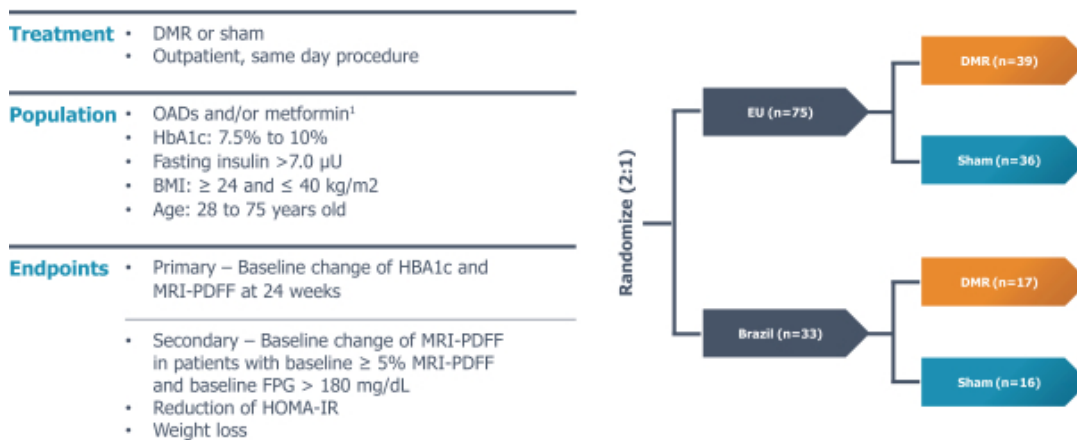 Treatment
• DMR or sham
• Outpatient, same day procedure
Population
• OADs and/or metformin¹
• HbA1c: 7.5% to 10%
• Fasting insulin >7.0 µU
• BMI: ≥ 24 and ≤ 40 kg/m2
• Age: 28 to 75 years old
Endpoints
• Primary – Baseline change of HBA1c and
MRI-PDFF at 24 weeks
• Secondary – Baseline change of MRI-PDFF
in patients with baseline ≥ 5% MRI-PDFF
and baseline FPG > 180 mg/dL
• Reduction of HOMA-IR
• Weight loss
Randomize (2:1)
EU (n=75)
DMR (n=39)
Sham (n=36)
Brazil (n=33)
DMR (n=17)
Sham (n=16)